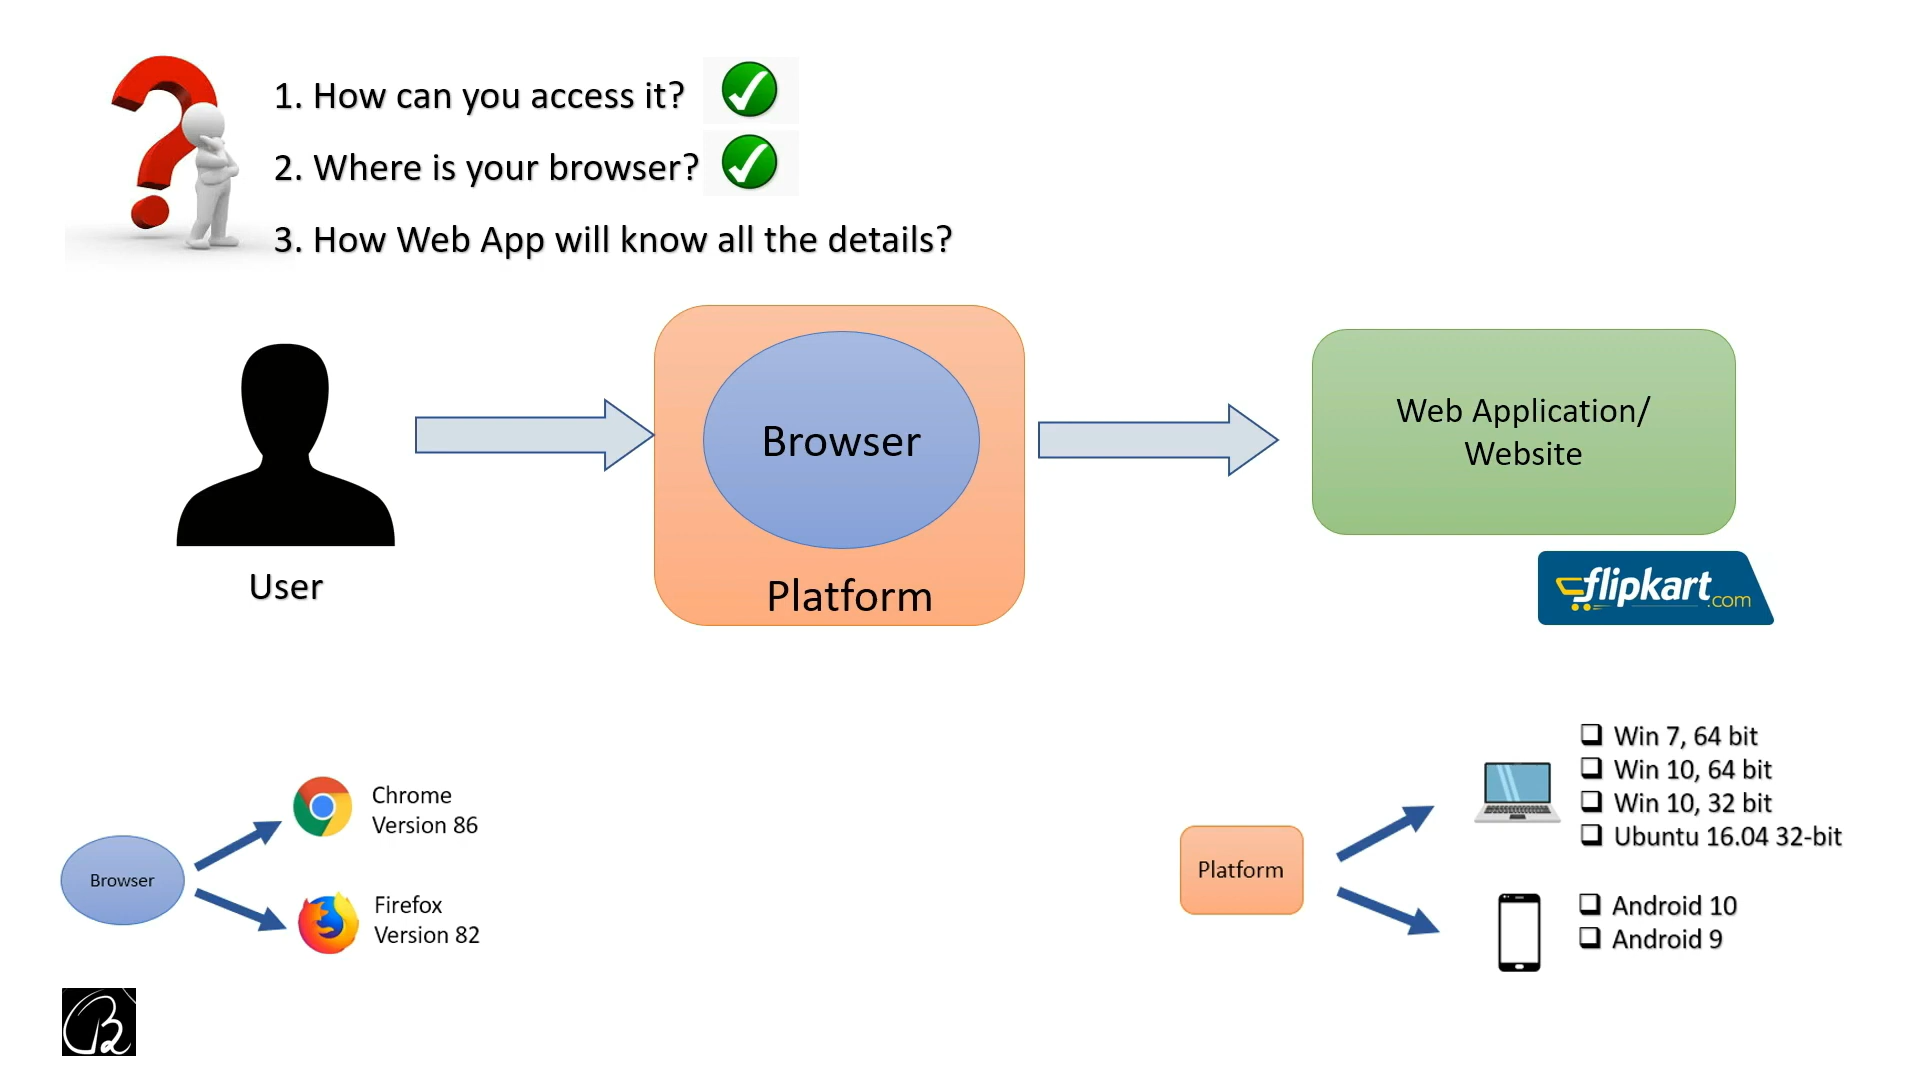 1. How can you access it?
2. Where is your browser?
3. How Web App will know all the details?
Browser
Platform
Web Application/
Website
User
flipkart.com
Browser
Chrome
Version 86
Firefox
Version 82
Platform
❑ Win 7, 64 bit
❑ Win 10, 64 bit
❑ Win 10, 32 bit
❑ Ubuntu 16.04 32-bit
❑ Android 10
❑ Android 9